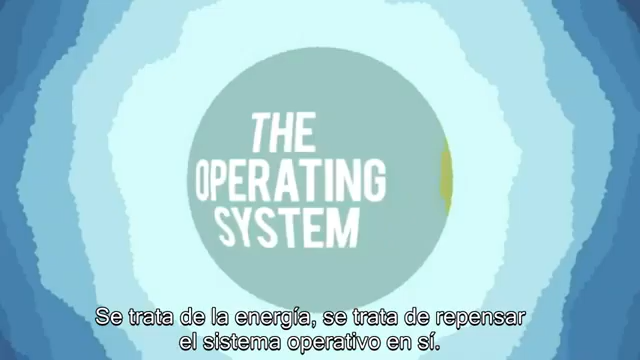 THE
OPERATING
SYSTEM
Se trata de la energía, se trata de repensar
el sistema operativo en sí.